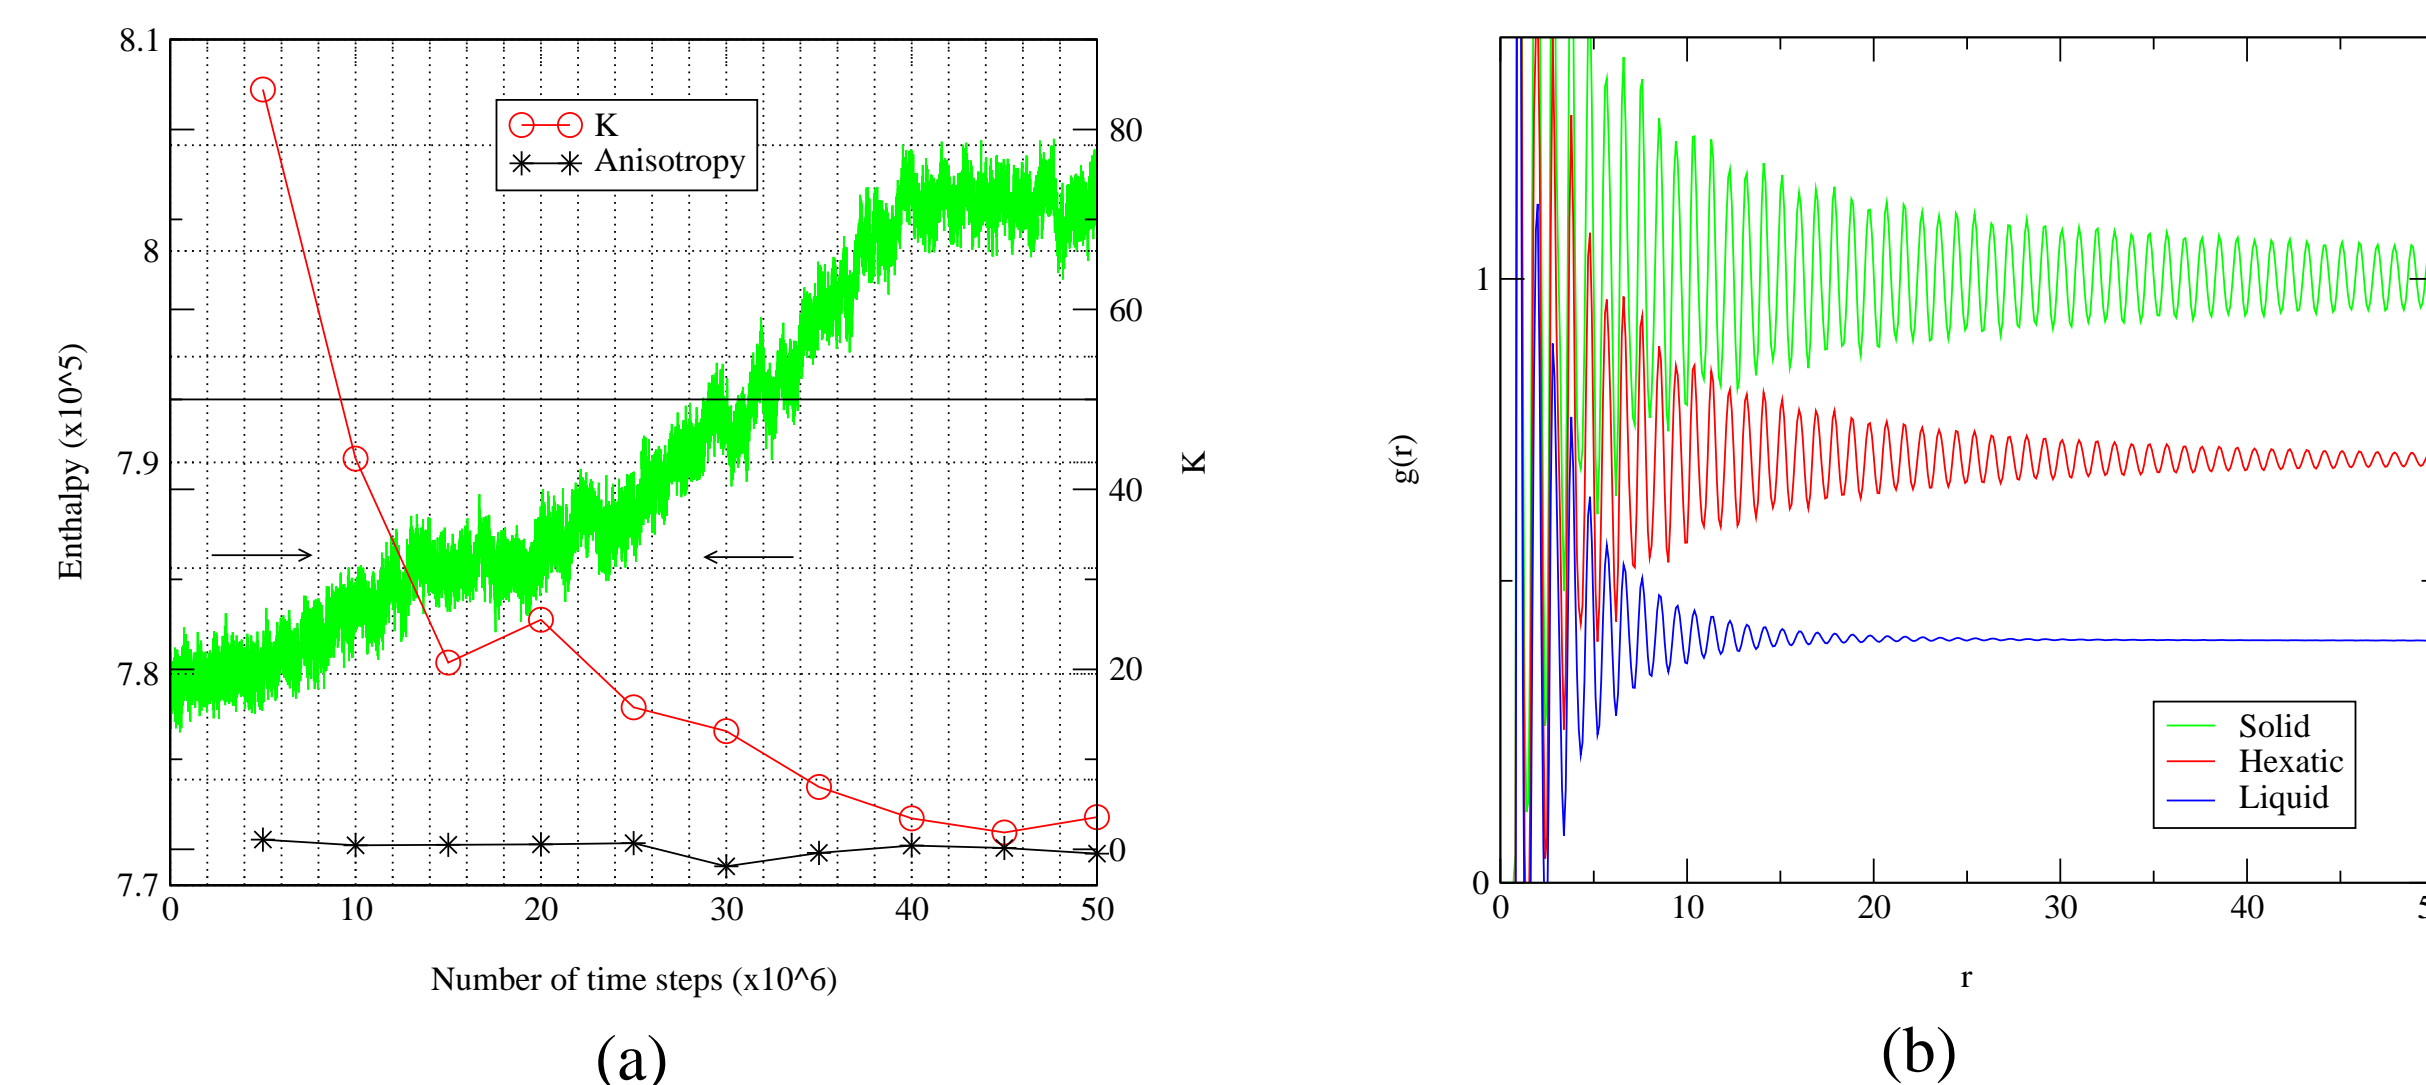 8.1
8
7.9
7.8
7.7
Enthalpy (x10^5)
K
Anisotropy
80
60
40
20
0
K
0 10 20 30 40 50
Number of time steps (x10^6)
(a)
1
0
g(r)
Solid
Hexatic
Liquid
0 10 20 30 40
r
(b)